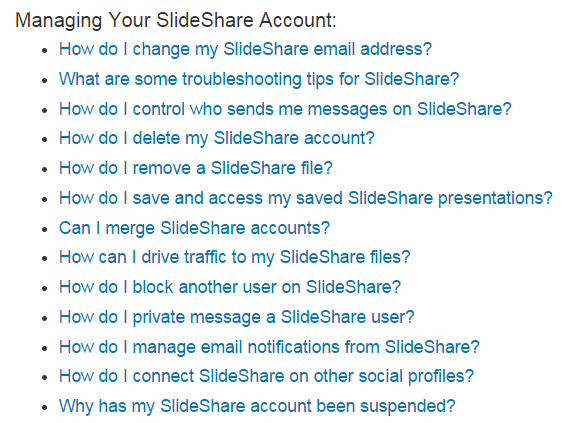 Managing Your SlideShare Account:
How do I change my SlideShare email address?
What are some troubleshooting tips for SlideShare?
How do I control who sends me messages on SlideShare?
How do I delete my SlideShare account?
How do I remove a SlideShare file?
How do I save and access my saved SlideShare presentations?
Can I merge SlideShare accounts?
How can I drive traffic to my SlideShare files?
How do I block another user on SlideShare?
How do I private message a SlideShare user?
How do I manage email notifications from SlideShare?
How do I connect SlideShare on other social profiles?
Why has my SlideShare account been suspended?